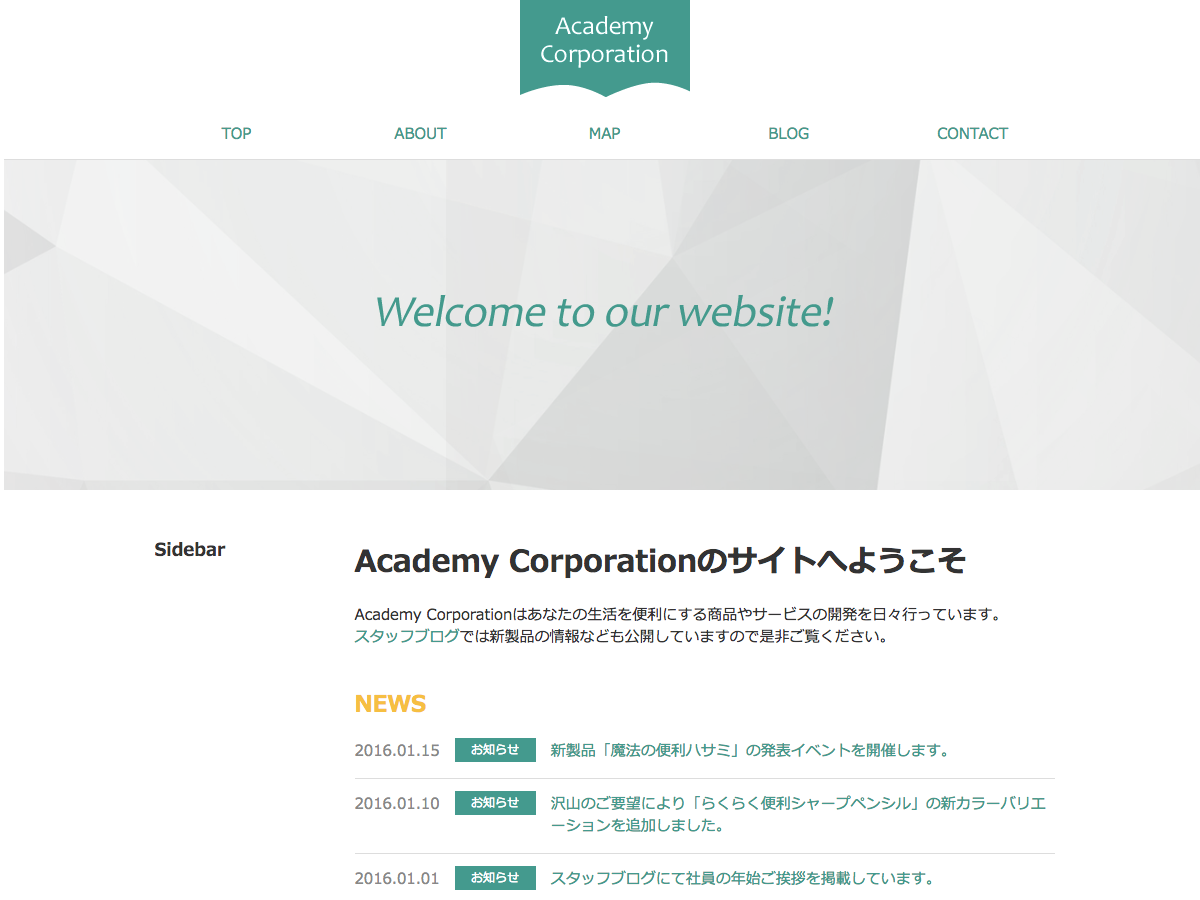 Academy
Corporation
TOP ABOUT MAP BLOG CONTACT
Welcome to our website!
Sidebar
Academy Corporationのサイトへようこそ
Academy Corporationはあなたの生活を便利にする商品やサービスの開発を日々行っています。
スタッフブログでは新製品の情報なども公開していますので是非ご覧ください。
NEWS
2016.01.15 お知らせ 新製品「魔法の便利ハサミ」の発表イベントを開催します。
2016.01.10 お知らせ 沢山のご要望により「らくらく便利シャープペンシル」の新カラーバリエ
ーションを追加しました。
2016.01.01 お知らせ スタッフブログにて社員の年始ご挨拶を掲載しています。